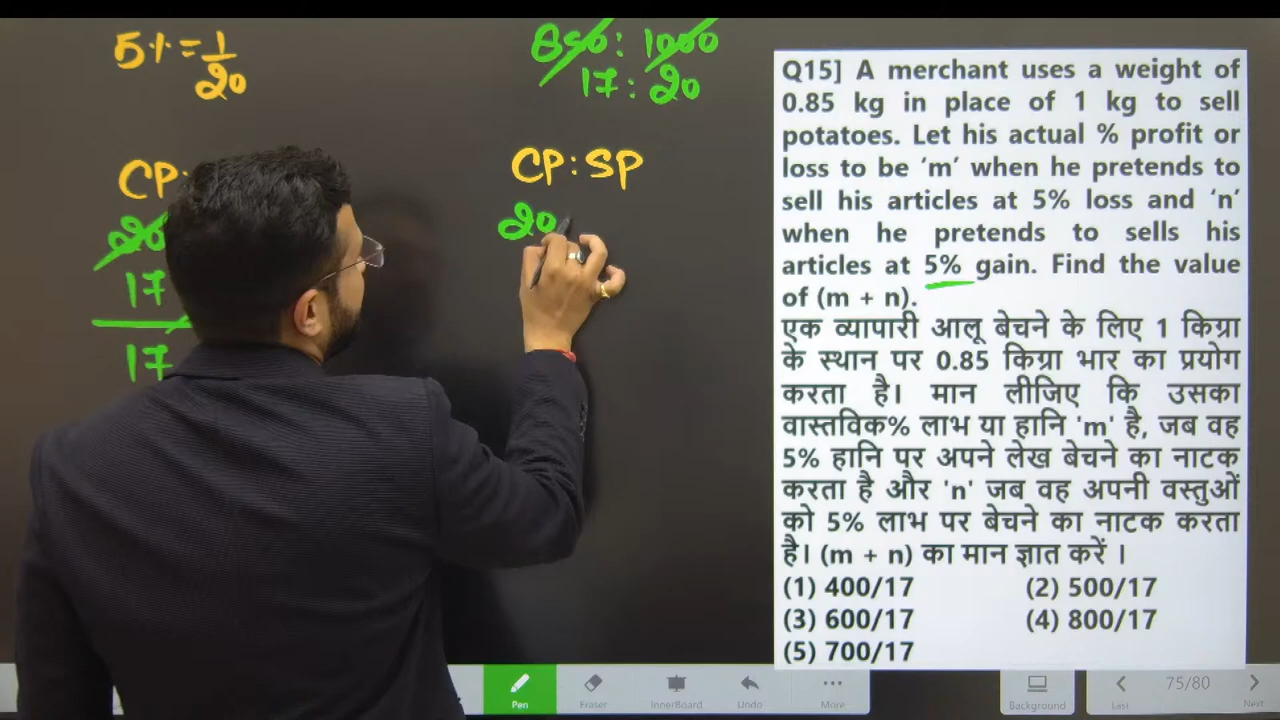 5% = 1/20
850 : 1000
17 : 20
CP:
20
17
17
CP : SP
20
Q15] A merchant uses a weight of
0.85 kg in place of 1 kg to sell
potatoes. Let his actual % profit or
loss to be ‘m’ when he pretends to
sell his articles at 5% loss and ‘n’
when he pretends to sells his
articles at 5% gain. Find the value
of (m + n).
एक व्यापारी आलू बेचने के लिए 1 किग्रा
के स्थान पर 0.85 किग्रा भार का प्रयोग
करता है। मान लीजिए कि उसका
वास्तविक% लाभ या हानि 'm' है, जब वह
5% हानि पर अपने लेख बेचने का नाटक
करता है और 'n' जब वह अपनी वस्तुओं
को 5% लाभ पर बेचने का नाटक करता
है। (m + n) का मान ज्ञात करें ।
(1) 400/17 (2) 500/17
(3) 600/17 (4) 800/17
(5) 700/17
Pen Eraser InnerBoard Undo More Background Last 75/80 Next